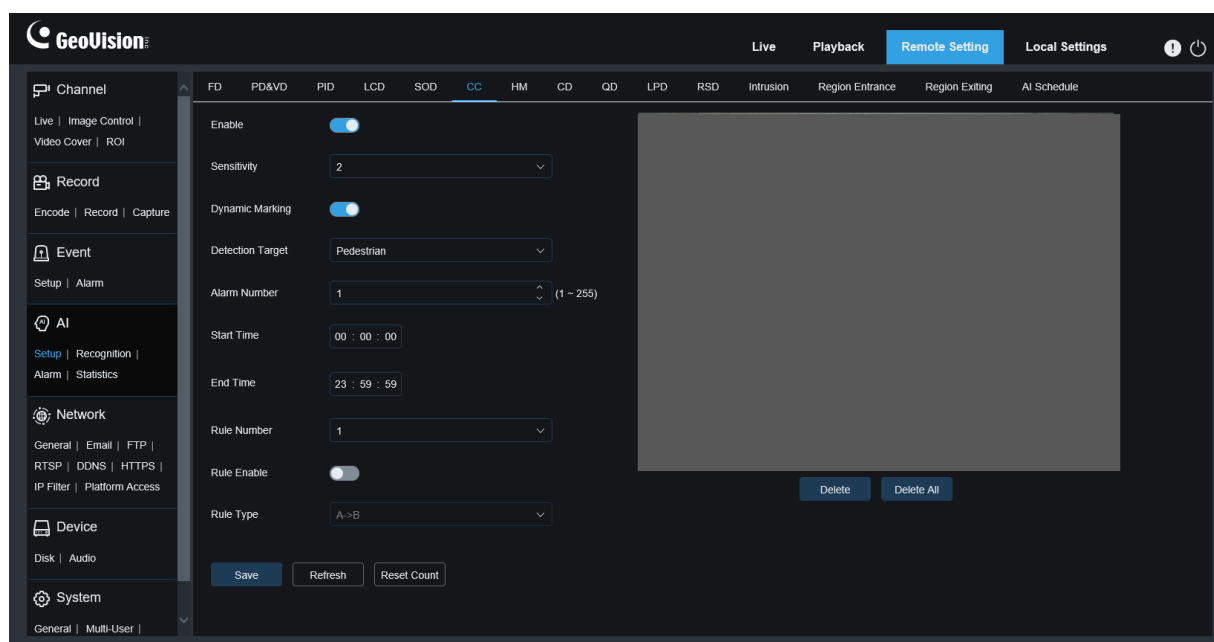 GeoVision
Live Playback Remote Setting Local Settings
Channel
Live | Image Control |
Video Cover | ROI
Record
Encode | Record | Capture
Event
Setup | Alarm
AI
Setup | Recognition |
Alarm | Statistics
Network
General | Email | FTP |
RTSP | DDNS | HTTPS |
IP Filter | Platform Access
Device
Disk | Audio
System
General | Multi-User |
FD PD&VD PID LCD SOD CC HM CD QD LPD RSD Intrusion Region Entrance Region Exiting AI Schedule
Enable
Sensitivity 2
Dynamic Marking
Detection Target Pedestrian
Alarm Number 1 (1 ~ 255)
Start Time 00 : 00 : 00
End Time 23 : 59 : 59
Rule Number 1
Rule Enable
Rule Type A->B
Save Refresh Reset Count
Delete Delete All